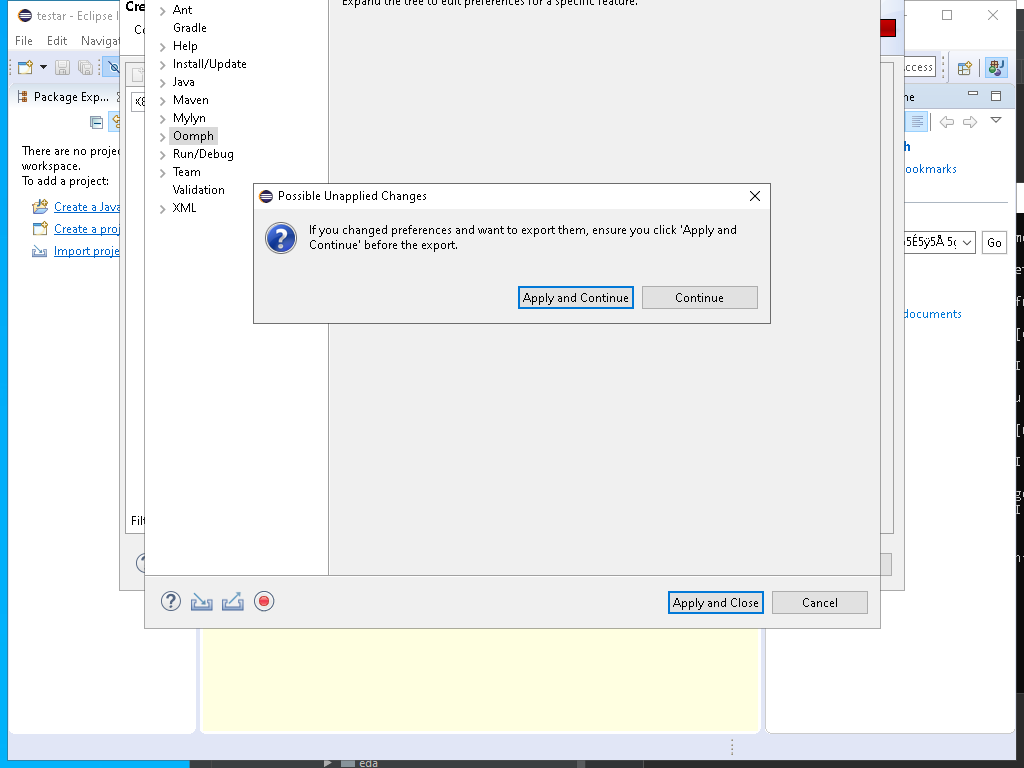 testar - Eclipse I
File Edit Navigat
Package Exp...
There are no projec
workspace.
To add a project:
Create a Java
Create a proj
Import proje
Cre
Filt
Expand the tree to edit preferences for a specific feature.
Ant
Gradle
Help
Install/Update
Java
Maven
Mylyn
Oomph
Run/Debug
Team
Validation
XML
Possible Unapplied Changes
If you changed preferences and want to export them, ensure you click 'Apply and
Continue' before the export.
Apply and Continue
Continue
Apply and Close
Cancel
ccess
ne
h
ookmarks
Go
documents
eda